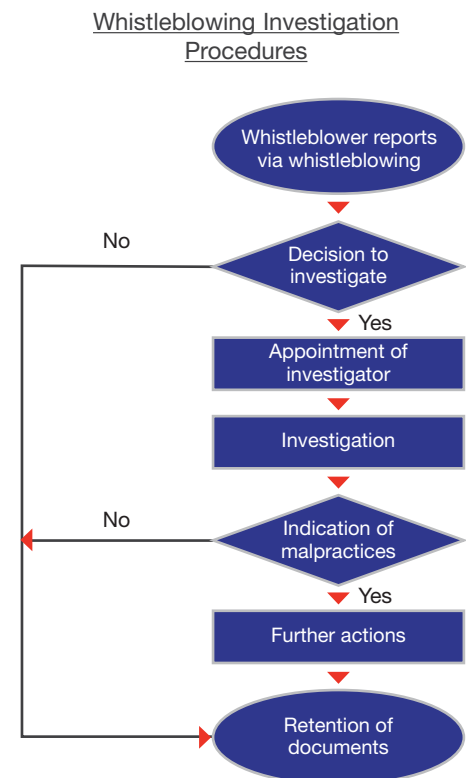 Whistleblowing Investigation
Procedures
Whistleblower reports
via whistleblowing
No
Decision to
investigate
Yes
Appointment of
investigator
Investigation
No
Indication of
malpractices
Yes
Further actions
Retention of
documents